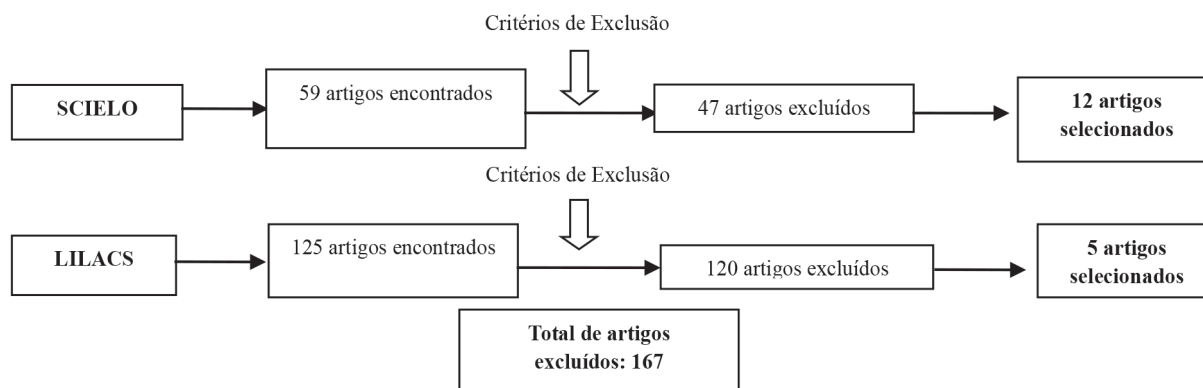 Critérios de Exclusão
SCIELO
59 artigos encontrados
47 artigos excluídos
12 artigos
selecionados
Critérios de Exclusão
LILACS
125 artigos encontrados
120 artigos excluídos
5 artigos
selecionados
Total de artigos
excluídos: 167